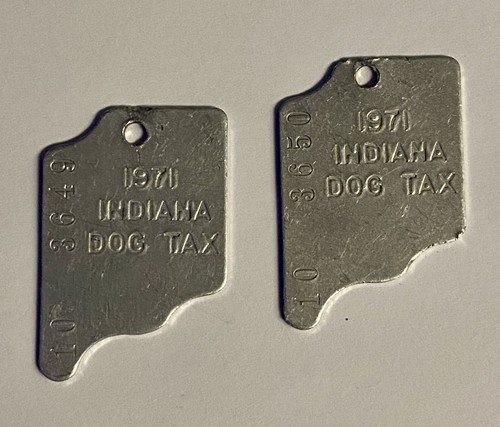 1971
INDIANA
DOG TAX
10 3649
1971
INDIANA
DOG TAX
10 3650